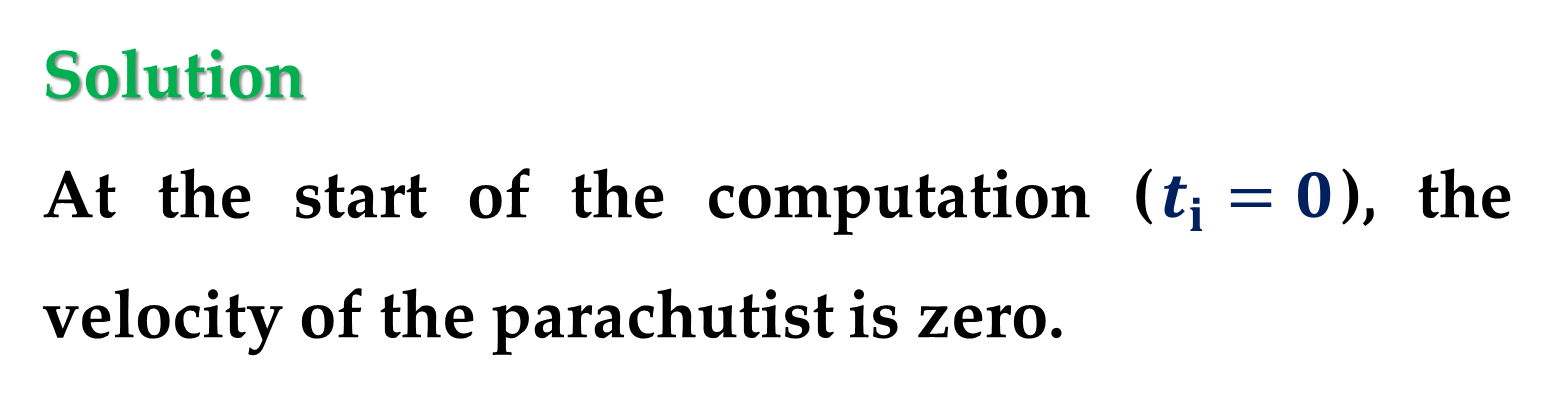 Solution
At the start of the computation (tᵢ = 0), the
velocity of the parachutist is zero.